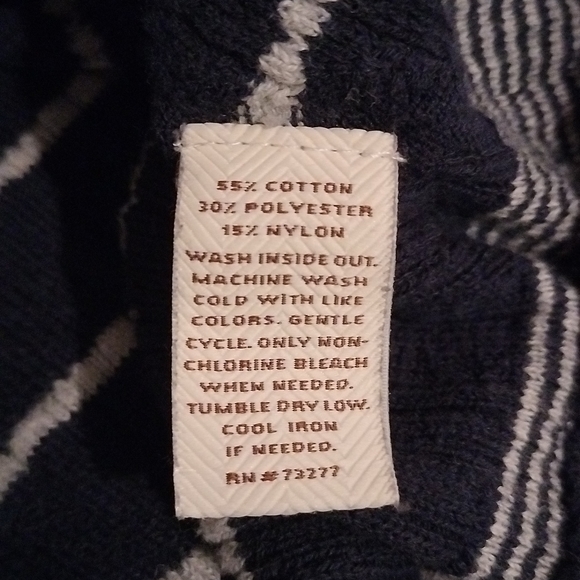 55% COTTON
30% POLYESTER
15% NYLON
WASH INSIDE OUT.
MACHINE WASH
COLD WITH LIKE
COLORS. GENTLE
CYCLE. ONLY NON-
CHLORINE BLEACH
WHEN NEEDED.
TUMBLE DRY LOW.
COOL IRON
IF NEEDED.
RN # 73277